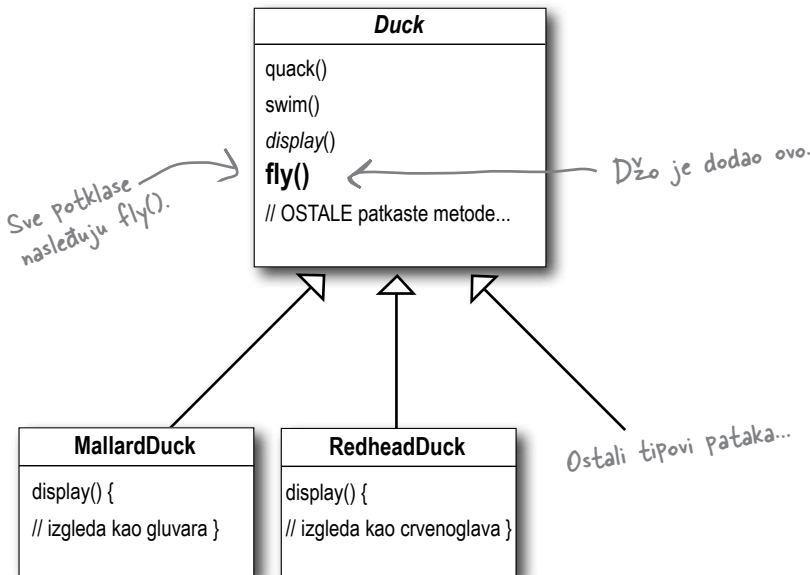 Duck
quack()
swim()
display()
fly()
// OSTALE patkaste metode...
Sve potklase
nasleđuju fly().
Džo je dodao ovo.
MallardDuck
display() {
// izgleda kao gluvara }
RedheadDuck
display() {
// izgleda kao crvenoglava }
Ostali tipovi pataka...